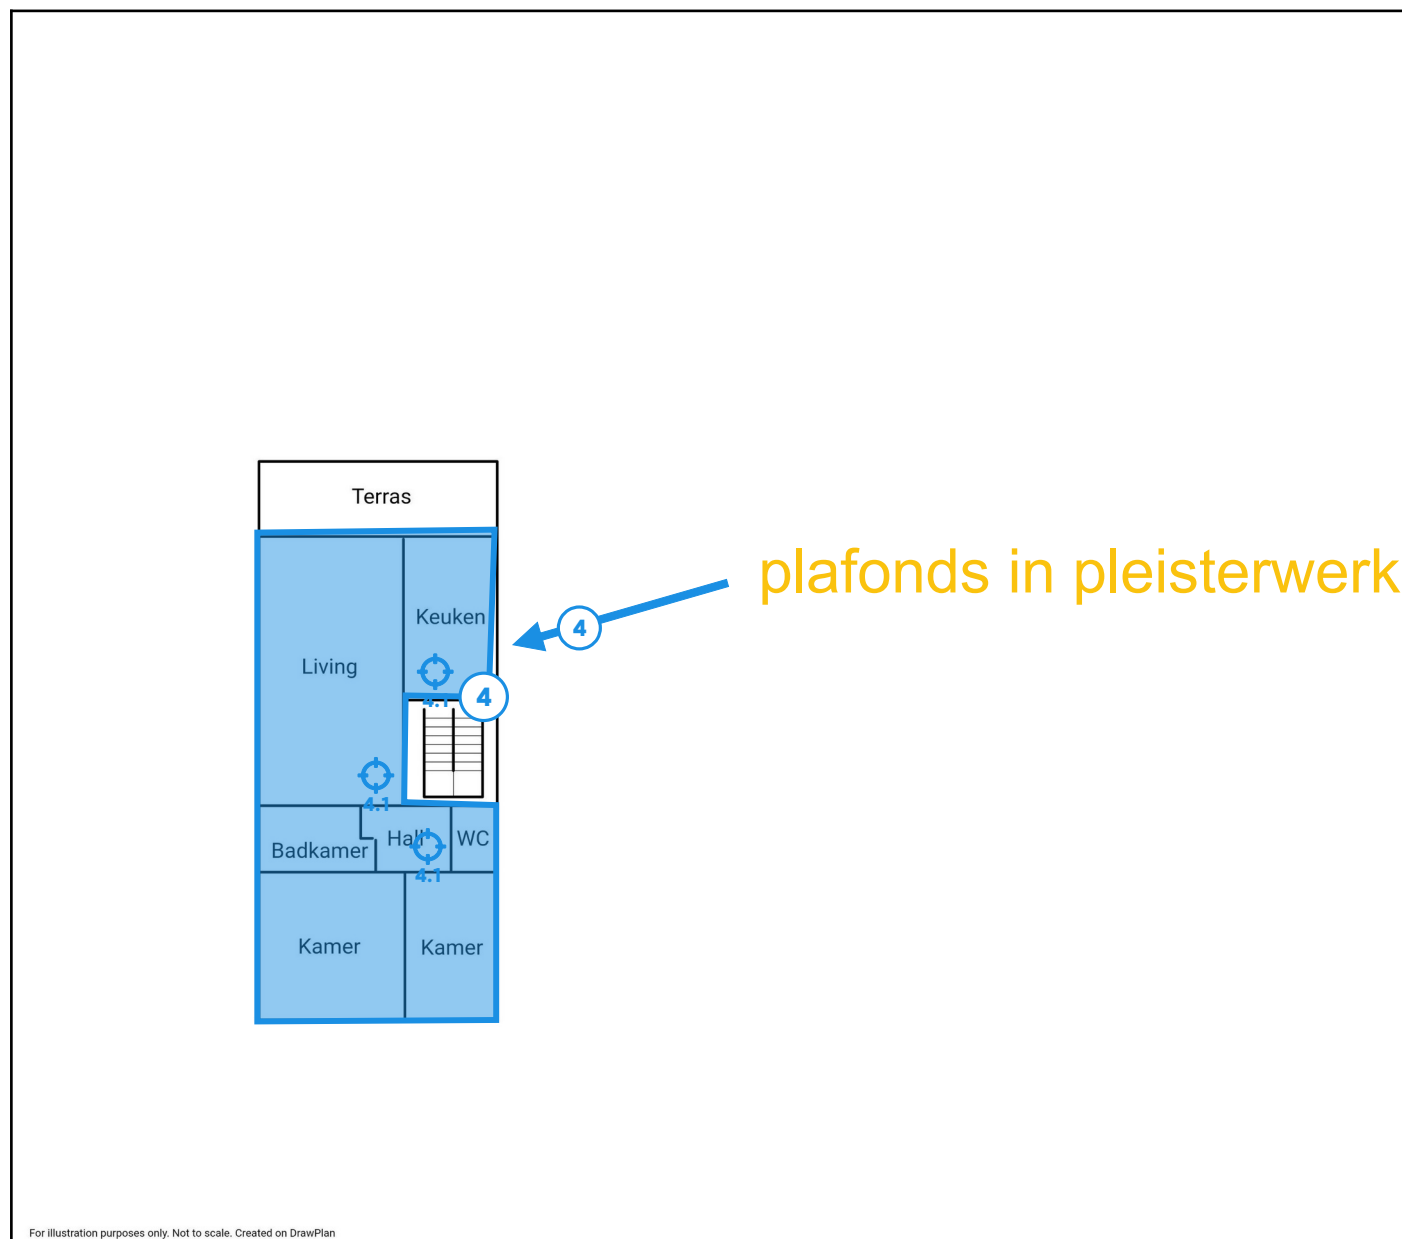 Terras
plafonds in pleisterwerk
Keuken
4
Living
4.1
4
4.1
Hall
WC
Badkamer
4.1
Kamer
Kamer
For illustration purposes only. Not to scale. Created on DrawPlan